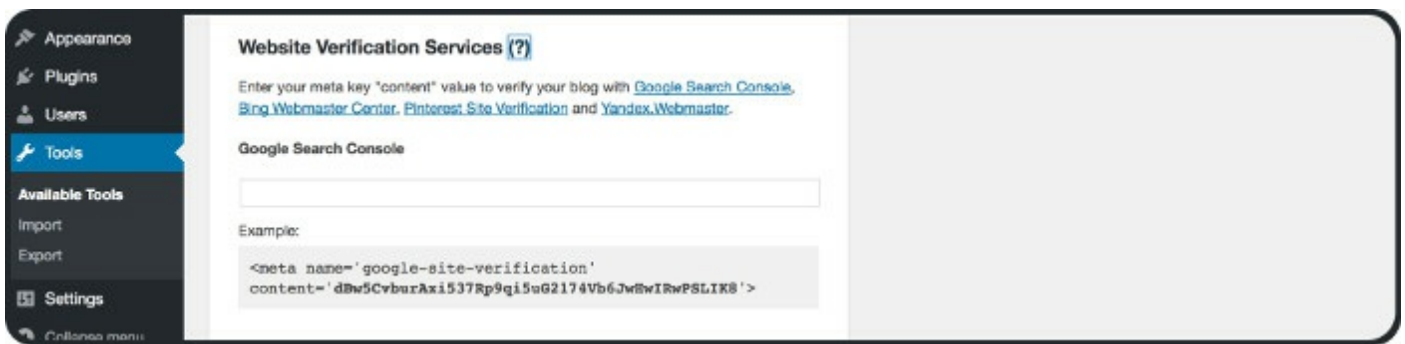 Appearance
Plugins
Users
Tools
Available Tools
Import
Export
Settings
Collapse menu
Website Verification Services (?)
Enter your meta key "content" value to verify your blog with Google Search Console,
Bing Webmaster Center, Pinterest Site Verification and Yandex.Webmaster.
Google Search Console
Example:
<meta name='google-site-verification'
content='dBw5CvburAxi537Rp9qi5uG2174Vb6JwHwIRwPSLIK8'>